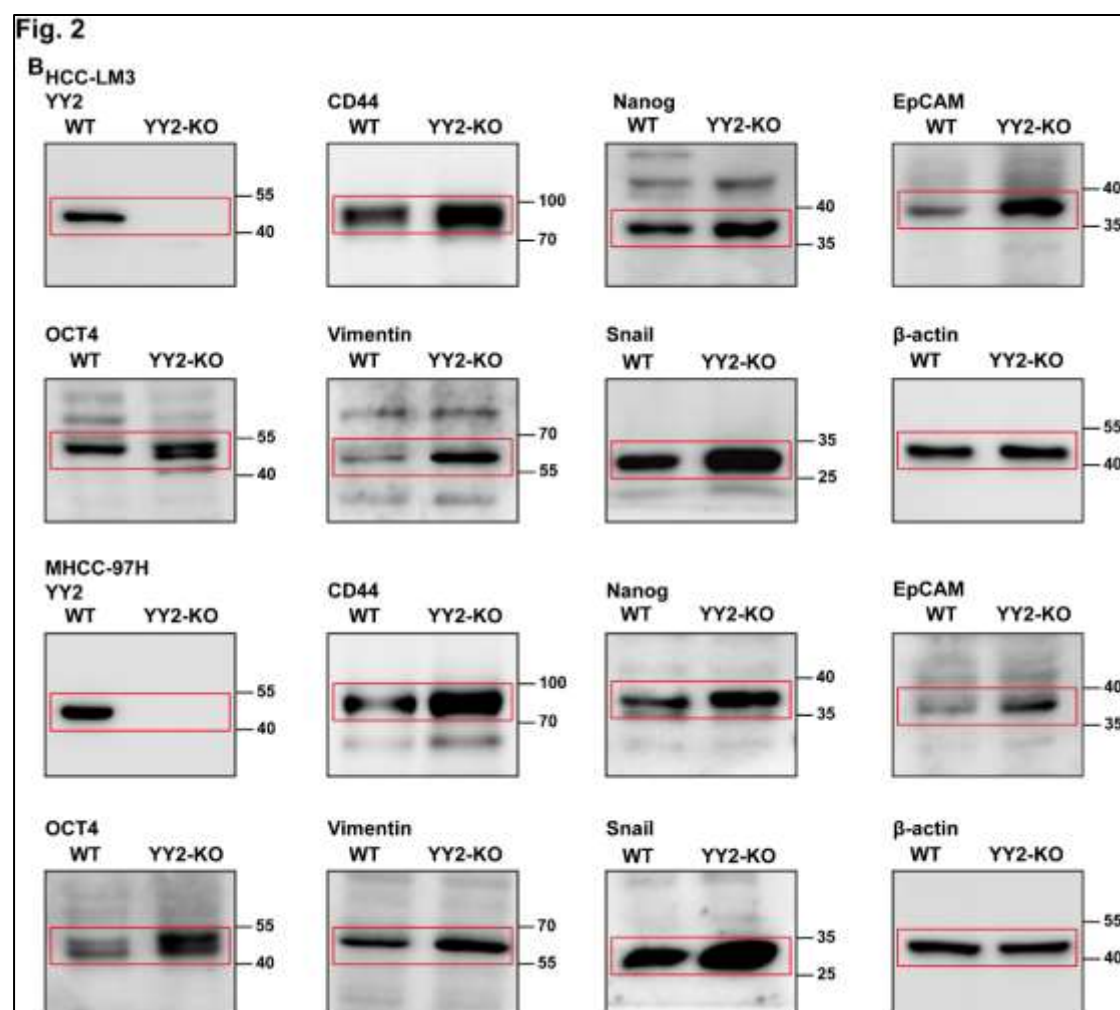 Fig. 2
B
HCC-LM3
YY2 CD44 Nanog EpCAM
WT YY2-KO WT YY2-KO WT YY2-KO WT YY2-KO
55 40 100 70 40 35 40 35
OCT4 Vimentin Snail β-actin
WT YY2-KO WT YY2-KO WT YY2-KO WT YY2-KO
55 40 70 55 35 25 55 40
MHCC-97H
YY2 CD44 Nanog EpCAM
WT YY2-KO WT YY2-KO WT YY2-KO WT YY2-KO
55 40 100 70 40 35 40 35
OCT4 Vimentin Snail β-actin
WT YY2-KO WT YY2-KO WT YY2-KO WT YY2-KO
55 40 70 55 35 25 55 40